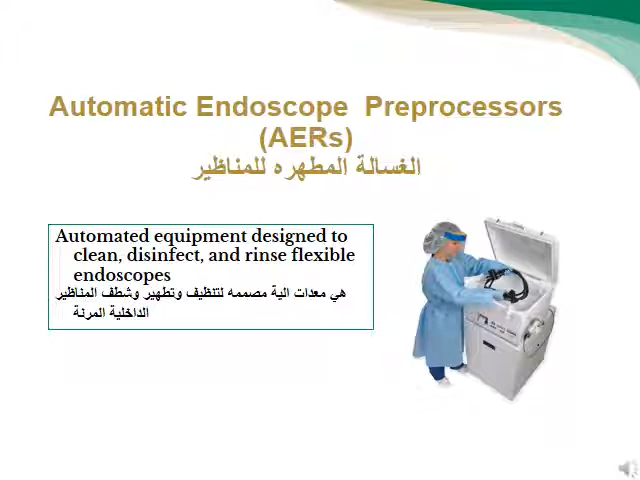 Automatic Endoscope Preprocessors
(AERs)
الغسالة المطهره للمناظير
Automated equipment designed to
clean, disinfect, and rinse flexible
endoscopes
هي معدات الية مصممه لتنظيف وتطهير وشطف المناظير
الداخلية المرنة